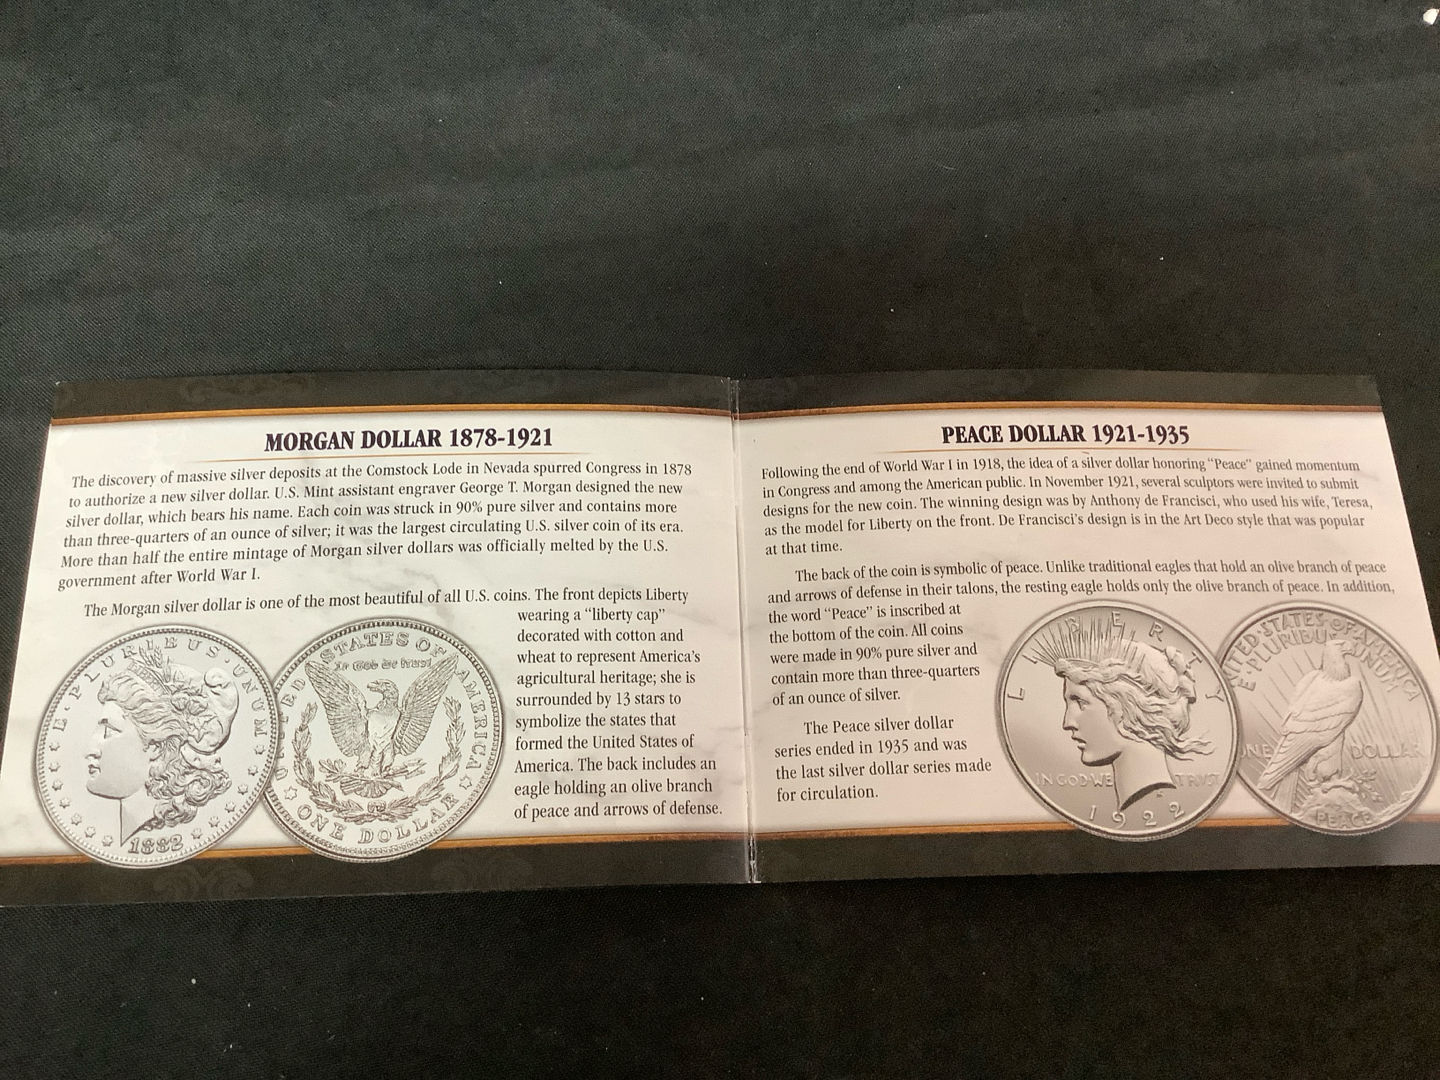 MORGAN DOLLAR 1878-1921
The discovery of massive silver deposits at the Comstock Lode in Nevada spurred Congress in 1878
to authorize a new silver dollar. U.S. Mint assistant engraver George T. Morgan designed the new
silver dollar, which bears his name. Each coin was struck in 90% pure silver and contains more
than three-quarters of an ounce of silver; it was the largest circulating U.S. silver coin of its era.
More than half the entire mintage of Morgan silver dollars was officially melted by the U.S.
government after World War I.
The Morgan silver dollar is one of the most beautiful of all U.S. coins. The front depicts Liberty
wearing a “liberty cap”
decorated with cotton and
wheat to represent America’s
agricultural heritage; she is
surrounded by 13 stars to
symbolize the states that
formed the United States of
America. The back includes an
eagle holding an olive branch
of peace and arrows of defense.
E·PLURIBUS·UNUM
1882
UNITED STATES OF AMERICA
In God we trust
ONE DOLLAR
PEACE DOLLAR 1921-1935
Following the end of World War I in 1918, the idea of a silver dollar honoring “Peace” gained momentum
in Congress and among the American public. In November 1921, several sculptors were invited to submit
designs for the new coin. The winning design was by Anthony de Francisci, who used his wife, Teresa,
as the model for Liberty on the front. De Francisci’s design is in the Art Deco style that was popular
at that time.
The back of the coin is symbolic of peace. Unlike traditional eagles that hold an olive branch of peace
and arrows of defense in their talons, the resting eagle holds only the olive branch of peace. In addition,
the word “Peace” is inscribed at
the bottom of the coin. All coins
were made in 90% pure silver and
contain more than three-quarters
of an ounce of silver.
The Peace silver dollar
series ended in 1935 and was
the last silver dollar series made
for circulation.
LIBERTY
IN GOD WE TRVST
1922
UNITED·STATES·OF·AMERICA
E·PLURIBUS·UNUM
NE DOLLAR
PEACE